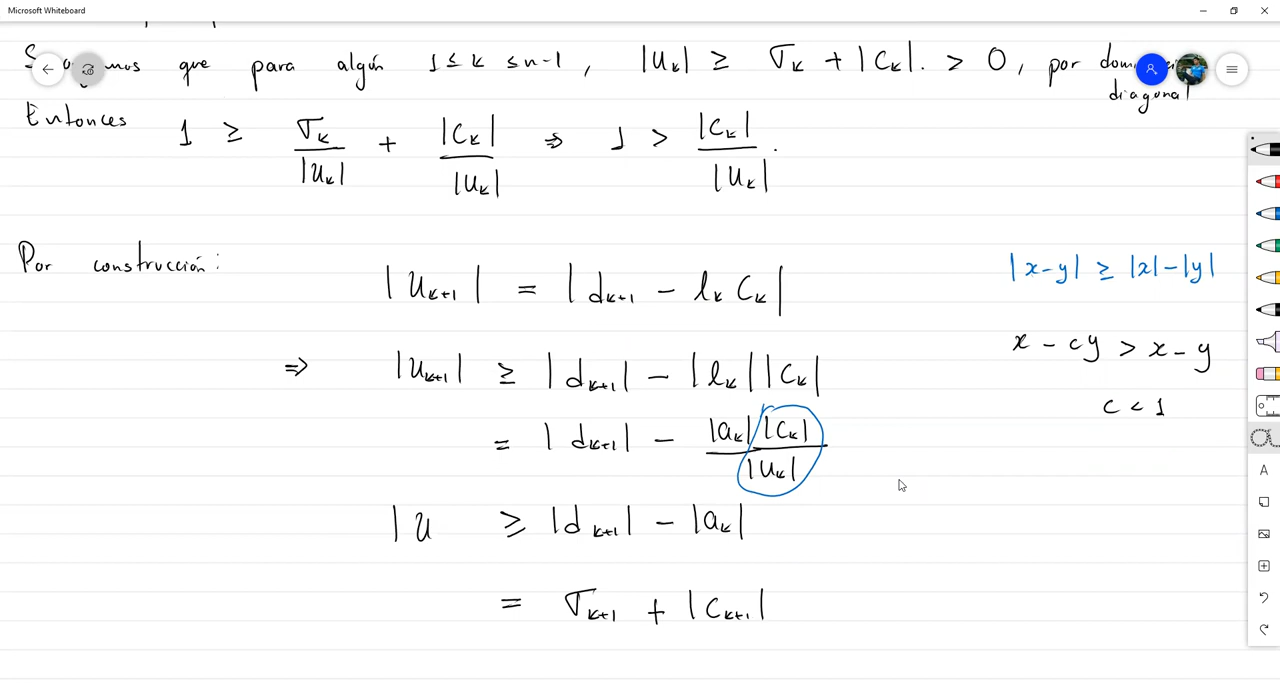 Microsoft Whiteboard
que para algún 1 ≤ k ≤ n-1, |u_k| ≥ σ_k + |c_k|. > 0, por
diagonal
Entonces 1 ≥ σ_k/|u_k| + |c_k|/|u_k| ⇒ 1 > |c_k|/|u_k|.
Por construcción:
|u_{k+1}| = |d_{k+1} - l_k c_k|
|x-y| ≥ |x|-|y|
⇒ |u_{k+1}| ≥ |d_{k+1}| - |l_k||c_k|
x - cy > x - y
c < 1
= |d_{k+1}| - |a_k||c_k|/|u_k|
|u ≥ |d_{k+1}| - |a_k|
= σ_{k+1} + |c_{k+1}|
A